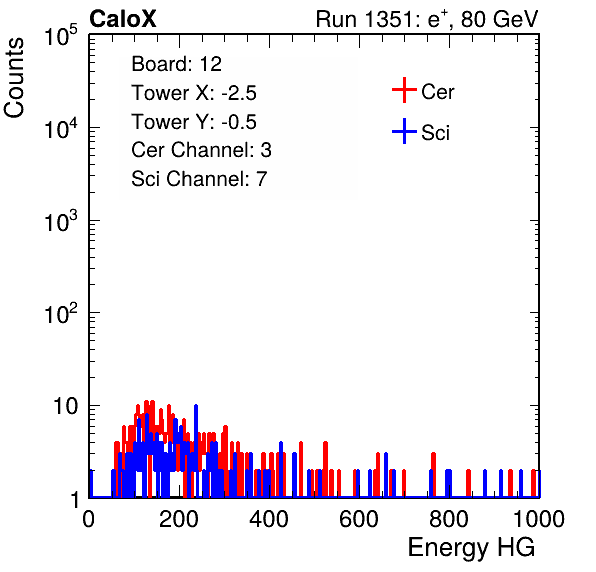 CaloX Run 1351: e⁺, 80 GeV
Counts
Board: 12
Tower X: -2.5
Tower Y: -0.5
Cer Channel: 3
Sci Channel: 7
Cer
Sci
10⁵
10⁴
10³
10²
10
1
0 200 400 600 800 1000
Energy HG